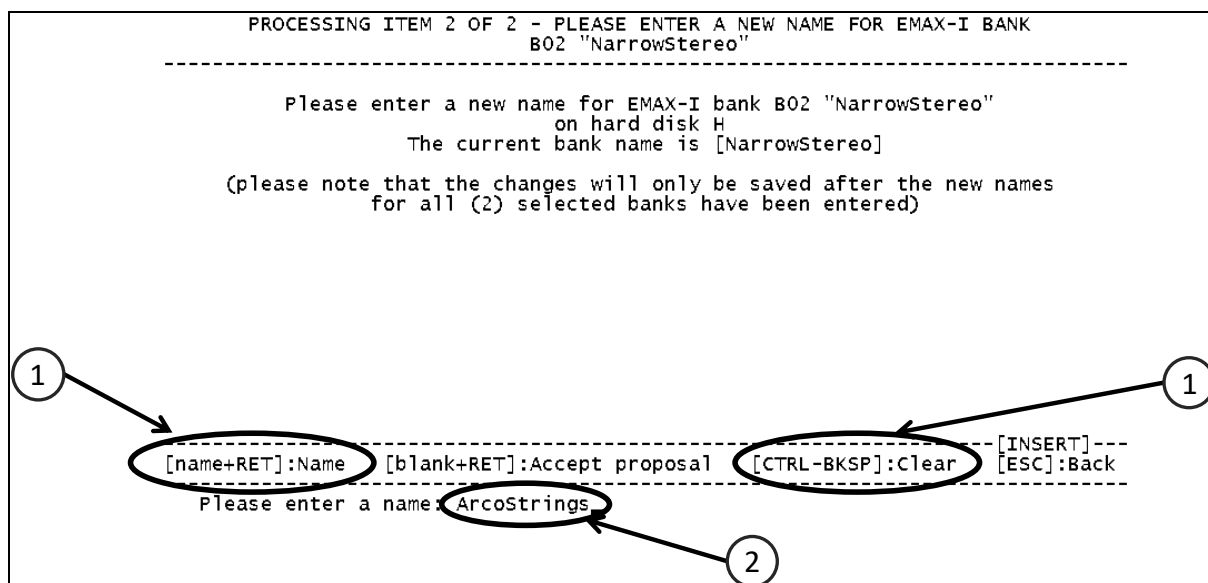 PROCESSING ITEM 2 OF 2 - PLEASE ENTER A NEW NAME FOR EMAX-I BANK
B02 "NarrowStereo"
Please enter a new name for EMAX-I bank B02 "NarrowStereo"
on hard disk H
The current bank name is [NarrowStereo]
(please note that the changes will only be saved after the new names
for all (2) selected banks have been entered)
1
1
[INSERT]
[name+RET]:Name [blank+RET]:Accept proposal [CTRL-BKSP]:Clear [ESC]:Back
Please enter a name: ArcoStrings_
2